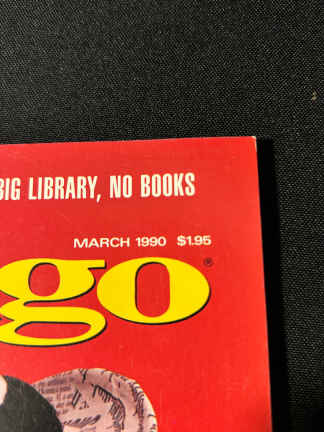 BIG LIBRARY, NO BOOKS
MARCH 1990 $1.95
go®